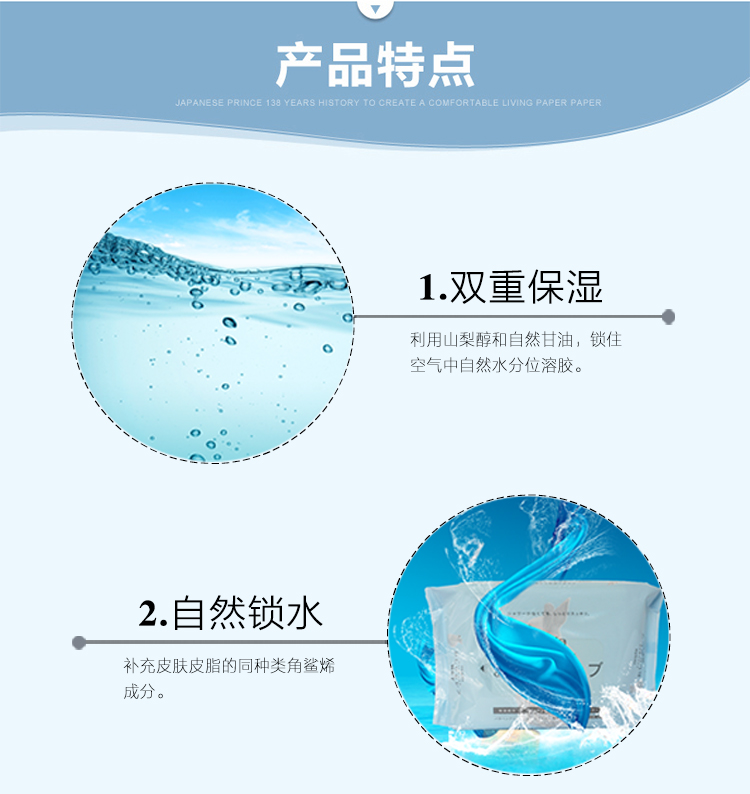 产品特点
JAPANESE PRINCE 138 YEARS HISTORY TO CREATE A COMFORTABLE LIVING PAPER PAPER
1.双重保湿
利用山梨醇和自然甘油，锁住
空气中自然水分位溶胶。
2.自然锁水
补充皮肤皮脂的同种类角鲨烯
成分。